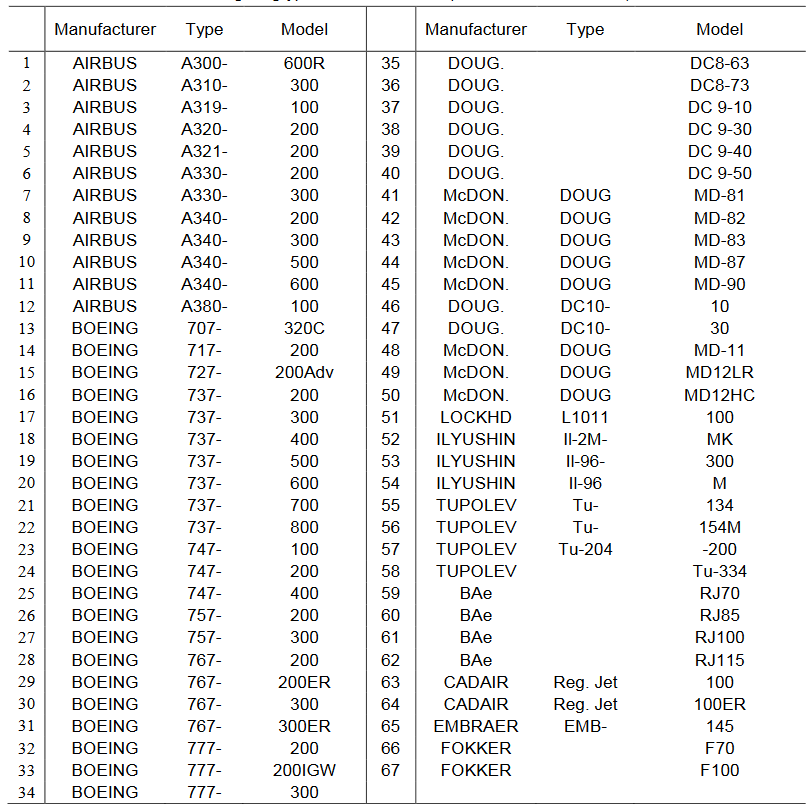 Manufacturer Type Model Manufacturer Type Model
1 AIRBUS A300- 600R 35 DOUG. DC8-63
2 AIRBUS A310- 300 36 DOUG. DC8-73
3 AIRBUS A319- 100 37 DOUG. DC 9-10
4 AIRBUS A320- 200 38 DOUG. DC 9-30
5 AIRBUS A321- 200 39 DOUG. DC 9-40
6 AIRBUS A330- 200 40 DOUG. DC 9-50
7 AIRBUS A330- 300 41 McDON. DOUG MD-81
8 AIRBUS A340- 200 42 McDON. DOUG MD-82
9 AIRBUS A340- 300 43 McDON. DOUG MD-83
10 AIRBUS A340- 500 44 McDON. DOUG MD-87
11 AIRBUS A340- 600 45 McDON. DOUG MD-90
12 AIRBUS A380- 100 46 DOUG. DC10- 10
13 BOEING 707- 320C 47 DOUG. DC10- 30
14 BOEING 717- 200 48 McDON. DOUG MD-11
15 BOEING 727- 200Adv 49 McDON. DOUG MD12LR
16 BOEING 737- 200 50 McDON. DOUG MD12HC
17 BOEING 737- 300 51 LOCKHD L1011 100
18 BOEING 737- 400 52 ILYUSHIN Il-2M- MK
19 BOEING 737- 500 53 ILYUSHIN Il-96- 300
20 BOEING 737- 600 54 ILYUSHIN Il-96 M
21 BOEING 737- 700 55 TUPOLEV Tu- 134
22 BOEING 737- 800 56 TUPOLEV Tu- 154M
23 BOEING 747- 100 57 TUPOLEV Tu-204 -200
24 BOEING 747- 200 58 TUPOLEV Tu-334
25 BOEING 747- 400 59 BAe RJ70
26 BOEING 757- 200 60 BAe RJ85
27 BOEING 757- 300 61 BAe RJ100
28 BOEING 767- 200 62 BAe RJ115
29 BOEING 767- 200ER 63 CADAIR Reg. Jet 100
30 BOEING 767- 300 64 CADAIR Reg. Jet 100ER
31 BOEING 767- 300ER 65 EMBRAER EMB- 145
32 BOEING 777- 200 66 FOKKER F70
33 BOEING 777- 200IGW 67 FOKKER F100
34 BOEING 777- 300